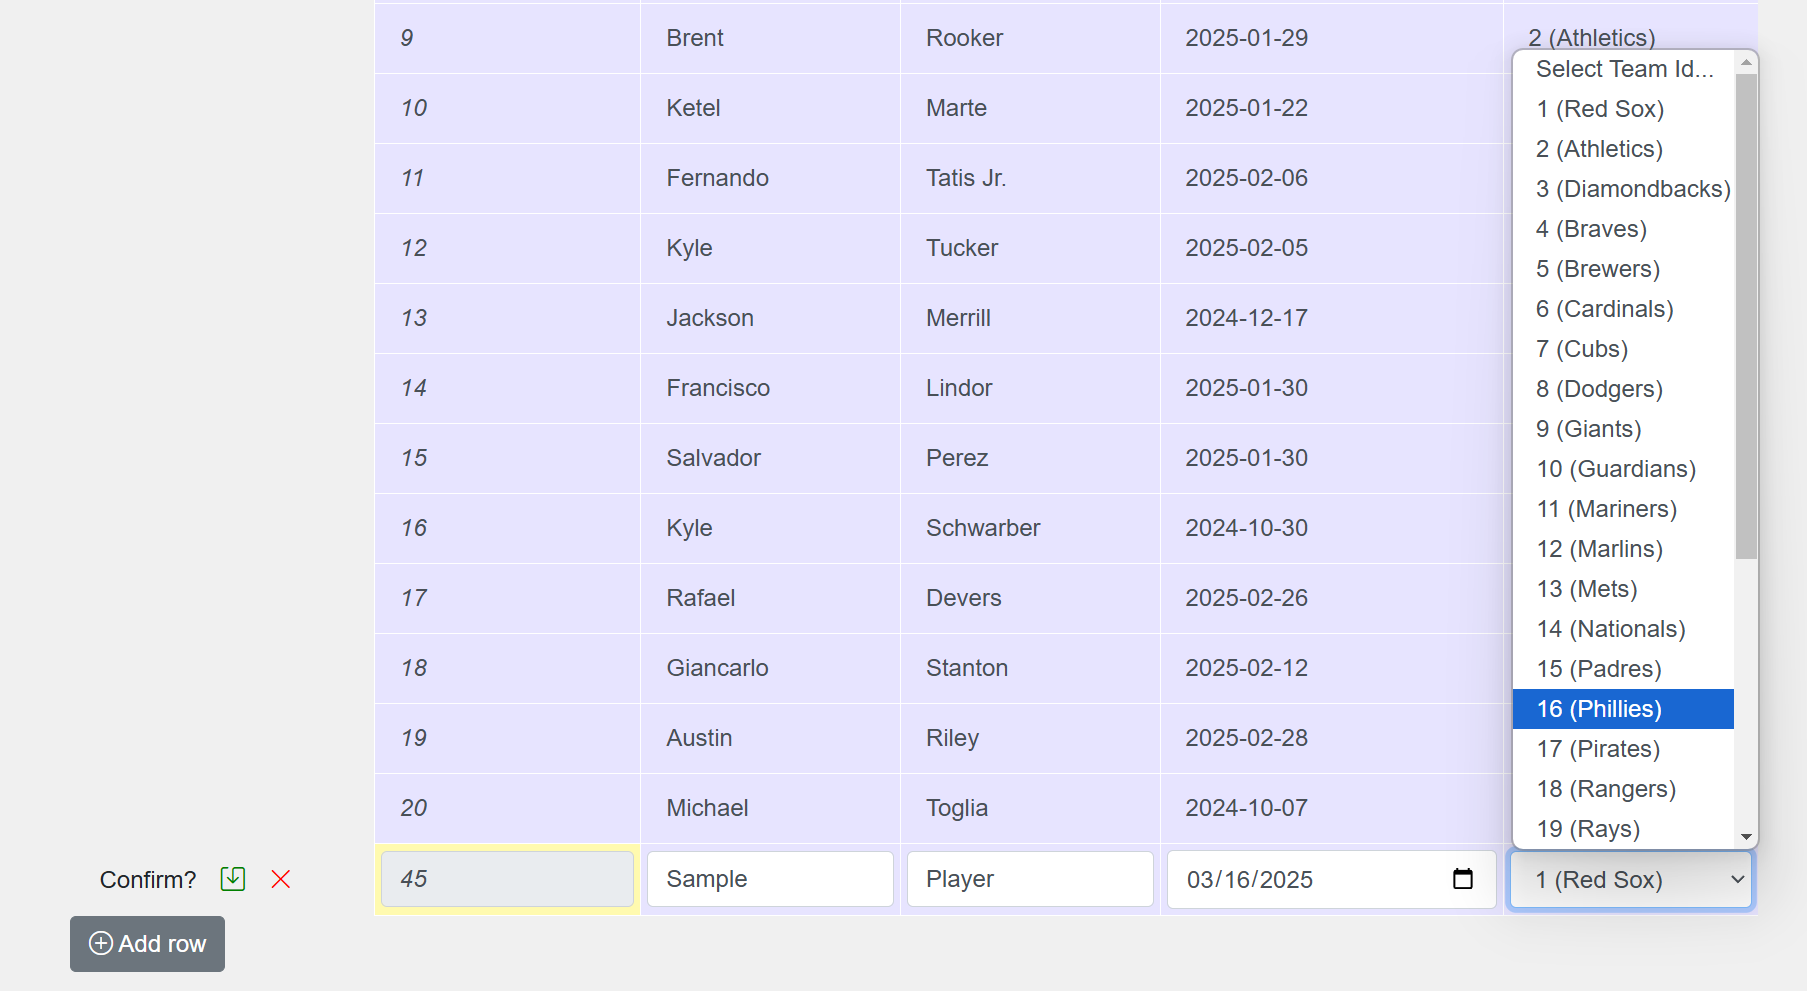 9 Brent Rooker 2025-01-29 2 (Athletics)
10 Ketel Marte 2025-01-22
11 Fernando Tatis Jr. 2025-02-06
12 Kyle Tucker 2025-02-05
13 Jackson Merrill 2024-12-17
14 Francisco Lindor 2025-01-30
15 Salvador Perez 2025-01-30
16 Kyle Schwarber 2024-10-30
17 Rafael Devers 2025-02-26
18 Giancarlo Stanton 2025-02-12
19 Austin Riley 2025-02-28
20 Michael Toglia 2024-10-07
Confirm? 45 Sample Player 03/16/2025 1 (Red Sox)
Add row
Select Team Id...
1 (Red Sox)
2 (Athletics)
3 (Diamondbacks)
4 (Braves)
5 (Brewers)
6 (Cardinals)
7 (Cubs)
8 (Dodgers)
9 (Giants)
10 (Guardians)
11 (Mariners)
12 (Marlins)
13 (Mets)
14 (Nationals)
15 (Padres)
16 (Phillies)
17 (Pirates)
18 (Rangers)
19 (Rays)